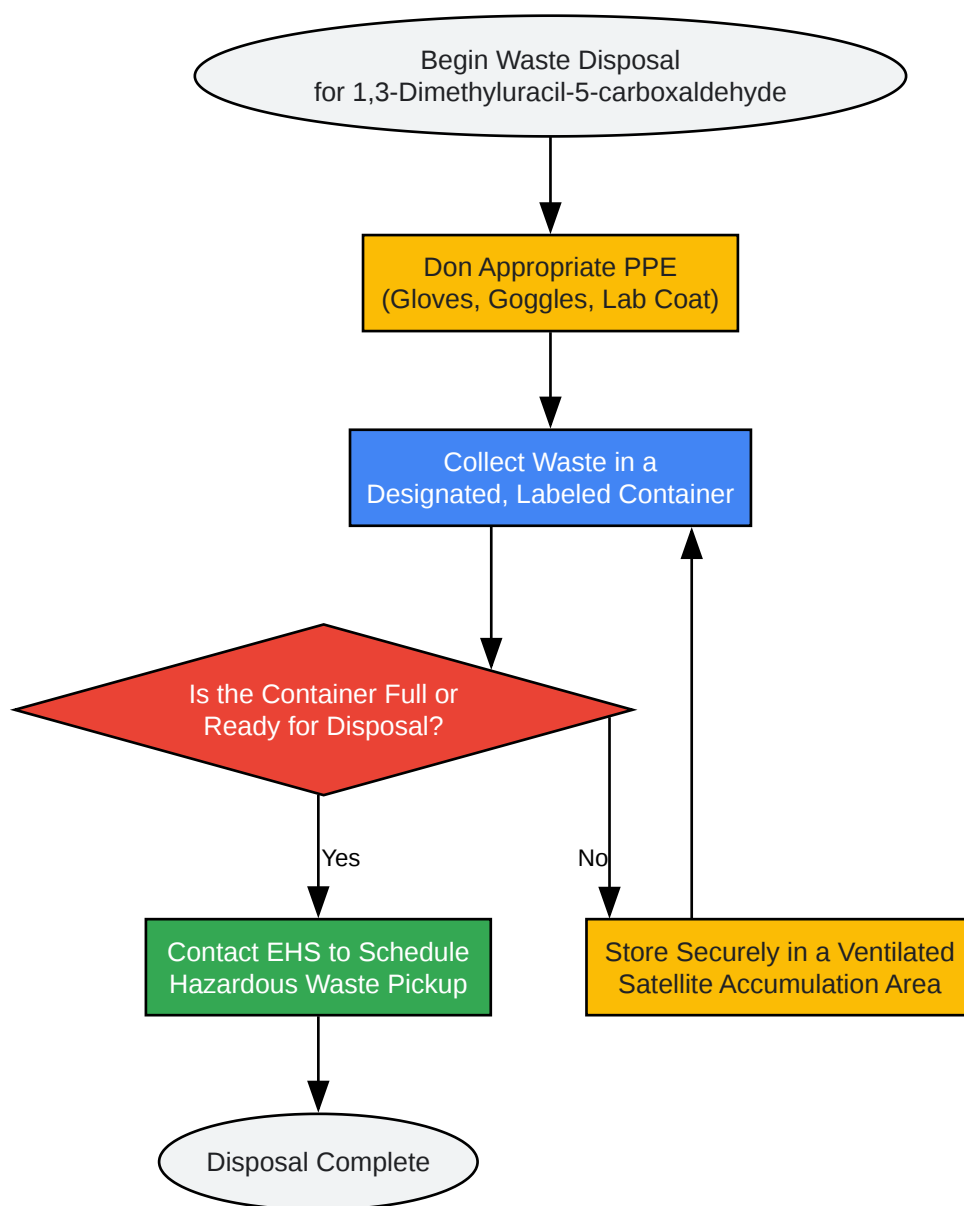 Begin Waste Disposal
for 1,3-Dimethyluracil-5-carboxaldehyde
Don Appropriate PPE
(Gloves, Goggles, Lab Coat)
Collect Waste in a
Designated, Labeled Container
Is the Container Full or
Ready for Disposal?
Yes
No
Contact EHS to Schedule
Hazardous Waste Pickup
Store Securely in a Ventilated
Satellite Accumulation Area
Disposal Complete